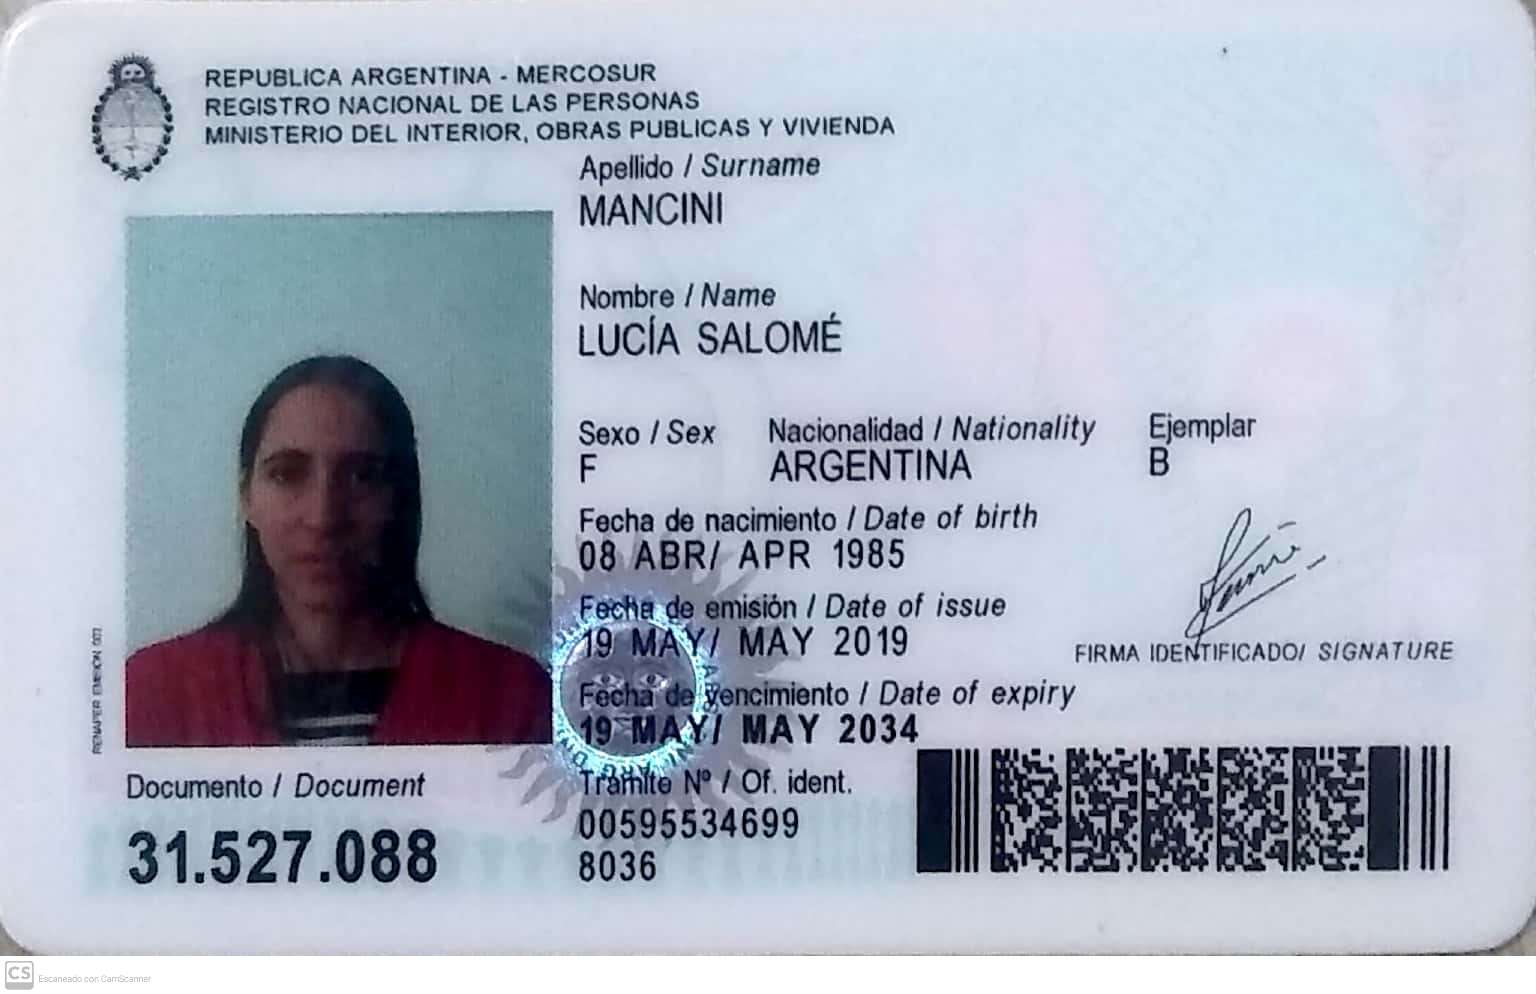 REPUBLICA ARGENTINA - MERCOSUR
REGISTRO NACIONAL DE LAS PERSONAS
MINISTERIO DEL INTERIOR, OBRAS PUBLICAS Y VIVIENDA
Apellido / Surname
MANCINI
Nombre / Name
LUCÍA SALOMÉ
Sexo / Sex
F
Nacionalidad / Nationality
ARGENTINA
Ejemplar
B
Fecha de nacimiento / Date of birth
08 ABR/ APR 1985
Fecha de emisión / Date of issue
19 MAY/ MAY 2019
FIRMA IDENTIFICADO/ SIGNATURE
Fecha de vencimiento / Date of expiry
19 MAY/ MAY 2034
Tramite Nº / Of. ident.
00595534699
8036
Documento / Document
31.527.088
CS Escaneado con CamScanner